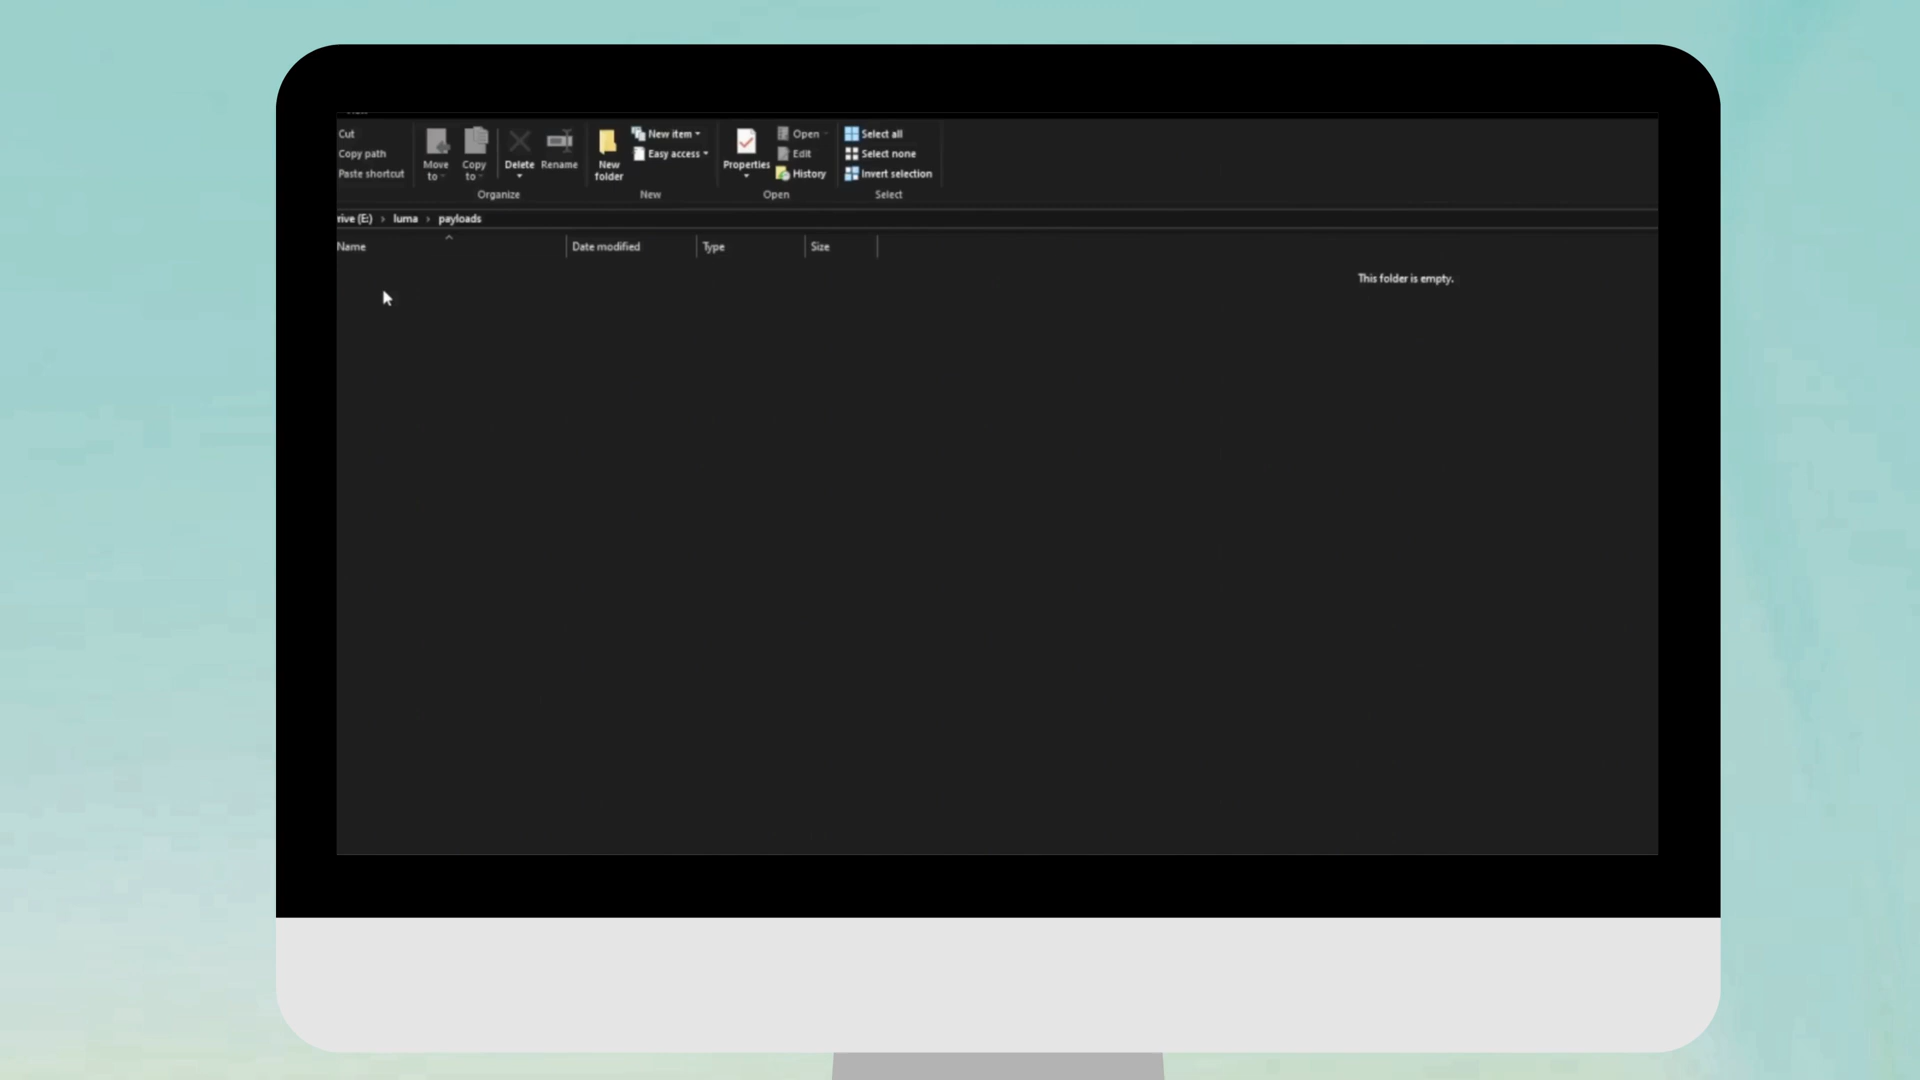 Cut
Copy path
Paste shortcut
Move to
Copy to
Delete
Rename
Organize
New folder
New item
Easy access
New
Properties
Open
Edit
History
Open
Select all
Select none
Invert selection
Select
rive (E:) > luma > payloads
Name
Date modified
Type
Size
This folder is empty.